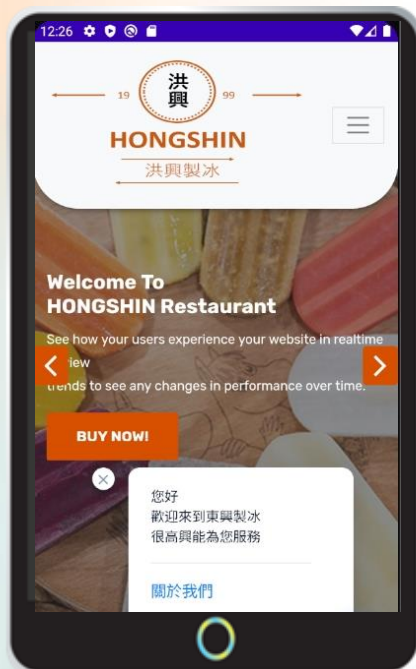 12:26
19 洪興 99
HONGSHIN
洪興製冰
Welcome To
HONGSHIN Restaurant
See how your users experience your website in realtime
view
trends to see any changes in performance over time.
BUY NOW!
您好
歡迎來到東興製冰
很高興能為您服務
關於我們